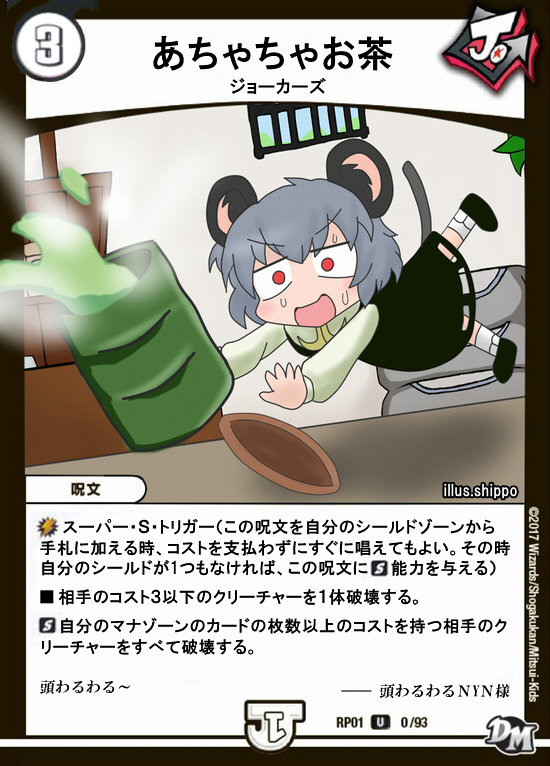 3
あちゃちゃお茶
ジョーカーズ
J
illus.shippo
呪文
スーパー・S・トリガー(この呪文を自分のシールドゾーンから
手札に加える時、コストを支払わずにすぐに唱えてもよい。その時
自分のシールドが1つもなければ、この呪文にS能力を与える)
■ 相手のコスト3以下のクリーチャーを1体破壊する。
S 自分のマナゾーンのカードの枚数以上のコストを持つ相手のク
リーチャーをすべて破壊する。
頭わるわる~ ―― 頭わるわるNYN様
©2017 Wizards/Shogakukan/Mitsui-Kids
RP01 U 0/93
DM